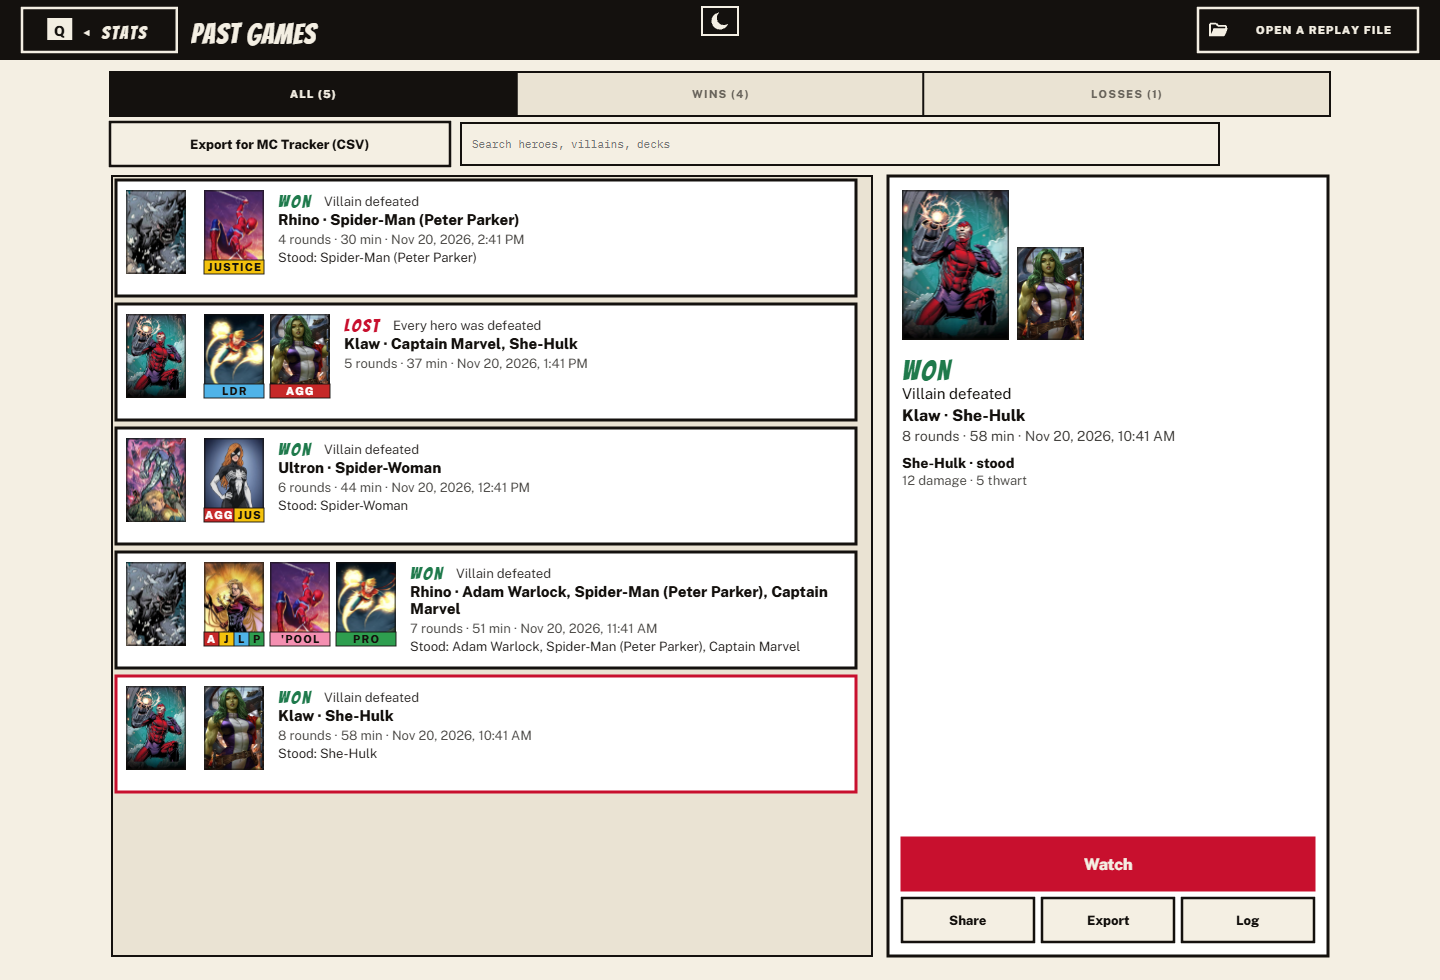 Q STATS
PAST GAMES
OPEN A REPLAY FILE
ALL (5)
WINS (4)
LOSSES (1)
Export for MC Tracker (CSV)
Search heroes, villains, decks
JUSTICE
WON Villain defeated
Rhino · Spider-Man (Peter Parker)
4 rounds · 30 min · Nov 20, 2026, 2:41 PM
Stood: Spider-Man (Peter Parker)
LDR
AGG
LOST Every hero was defeated
Klaw · Captain Marvel, She-Hulk
5 rounds · 37 min · Nov 20, 2026, 1:41 PM
AGG JUS
WON Villain defeated
Ultron · Spider-Woman
6 rounds · 44 min · Nov 20, 2026, 12:41 PM
Stood: Spider-Woman
A J L P
'POOL
PRO
WON Villain defeated
Rhino · Adam Warlock, Spider-Man (Peter Parker), Captain
Marvel
7 rounds · 51 min · Nov 20, 2026, 11:41 AM
Stood: Adam Warlock, Spider-Man (Peter Parker), Captain Marvel
WON Villain defeated
Klaw · She-Hulk
8 rounds · 58 min · Nov 20, 2026, 10:41 AM
Stood: She-Hulk
WON
Villain defeated
Klaw · She-Hulk
8 rounds · 58 min · Nov 20, 2026, 10:41 AM
She-Hulk · stood
12 damage · 5 thwart
Watch
Share
Export
Log